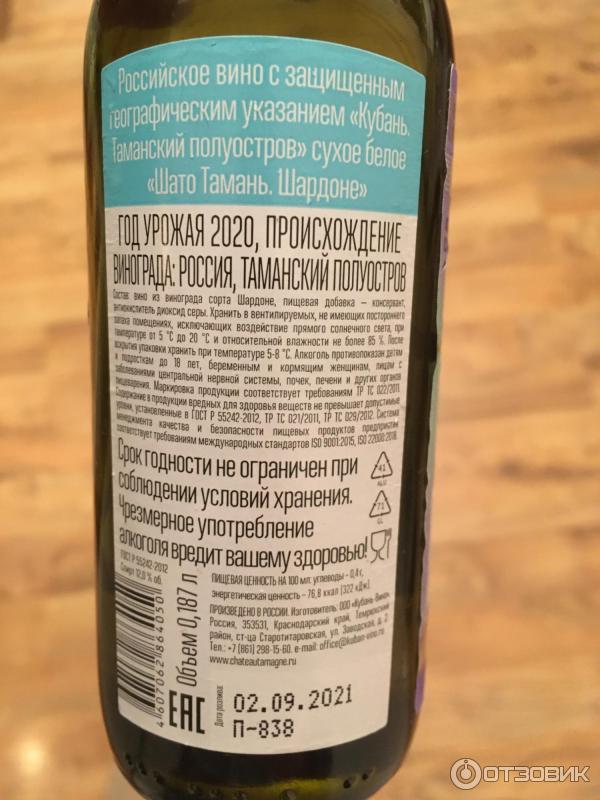 Российское вино с защищенным
географическим указанием «Кубань.
Таманский полуостров» сухое белое
«Шато Тамань. Шардоне»
ГОД УРОЖАЯ 2020, ПРОИСХОЖДЕНИЕ
ВИНОГРАДА: РОССИЯ, ТАМАНСКИЙ ПОЛУОСТРОВ
Состав: вино из винограда сорта Шардоне, пищевая добавка – консервант,
антиокислитель диоксид серы. Хранить в вентилируемых, не имеющих постороннего
запаха помещениях, исключающих воздействие прямого солнечного света, при
температуре от 5 °С до 20 °С и относительной влажности не более 85 %. После
вскрытия упаковки хранить при температуре 5-8 °С. Алкоголь противопоказан детям
и подросткам до 18 лет, беременным и кормящим женщинам, лицам с
заболеваниями центральной нервной системы, почек, печени и других органов
пищеварения. Маркировка продукции соответствует требованиям ТР ТС 022/2011.
Содержание в продукции вредных для здоровья веществ не превышает допустимые
уровни, установленные в ГОСТ Р 55242-2012, ТР ТС 021/2011, ТР ТС 029/2012. Система
менеджмента качества и безопасности пищевых продуктов предприятия
соответствует требованиям международных стандартов ISO 9001:2015, ISO 22000:2018.
Срок годности не ограничен при
соблюдении условий хранения.
Чрезмерное употребление
алкоголя вредит вашему здоровью!
41
ALU
71
GL
ГОСТ Р 55242-2012
Спирт 12,0 % об.
4607062864050
Объем 0,187 л
ПИЩЕВАЯ ЦЕННОСТЬ НА 100 МЛ: углеводы - 0,4 г,
энергетическая ценность - 76,8 ккал (322 кДж).
ПРОИЗВЕДЕНО В РОССИИ. Изготовитель: ООО «Кубань-Вино»,
Россия, 353531, Краснодарский край, Темрюкский
район, ст-ца Старотитаровская, ул. Заводская, д. 2.
Тел.: +7 (861) 298-15-60. e-mail: office@kuban-vino.ru
www.chateautamagne.ru
ЕАС
Дата розлива:
02.09.2021
П-838
ОТЗОВИК